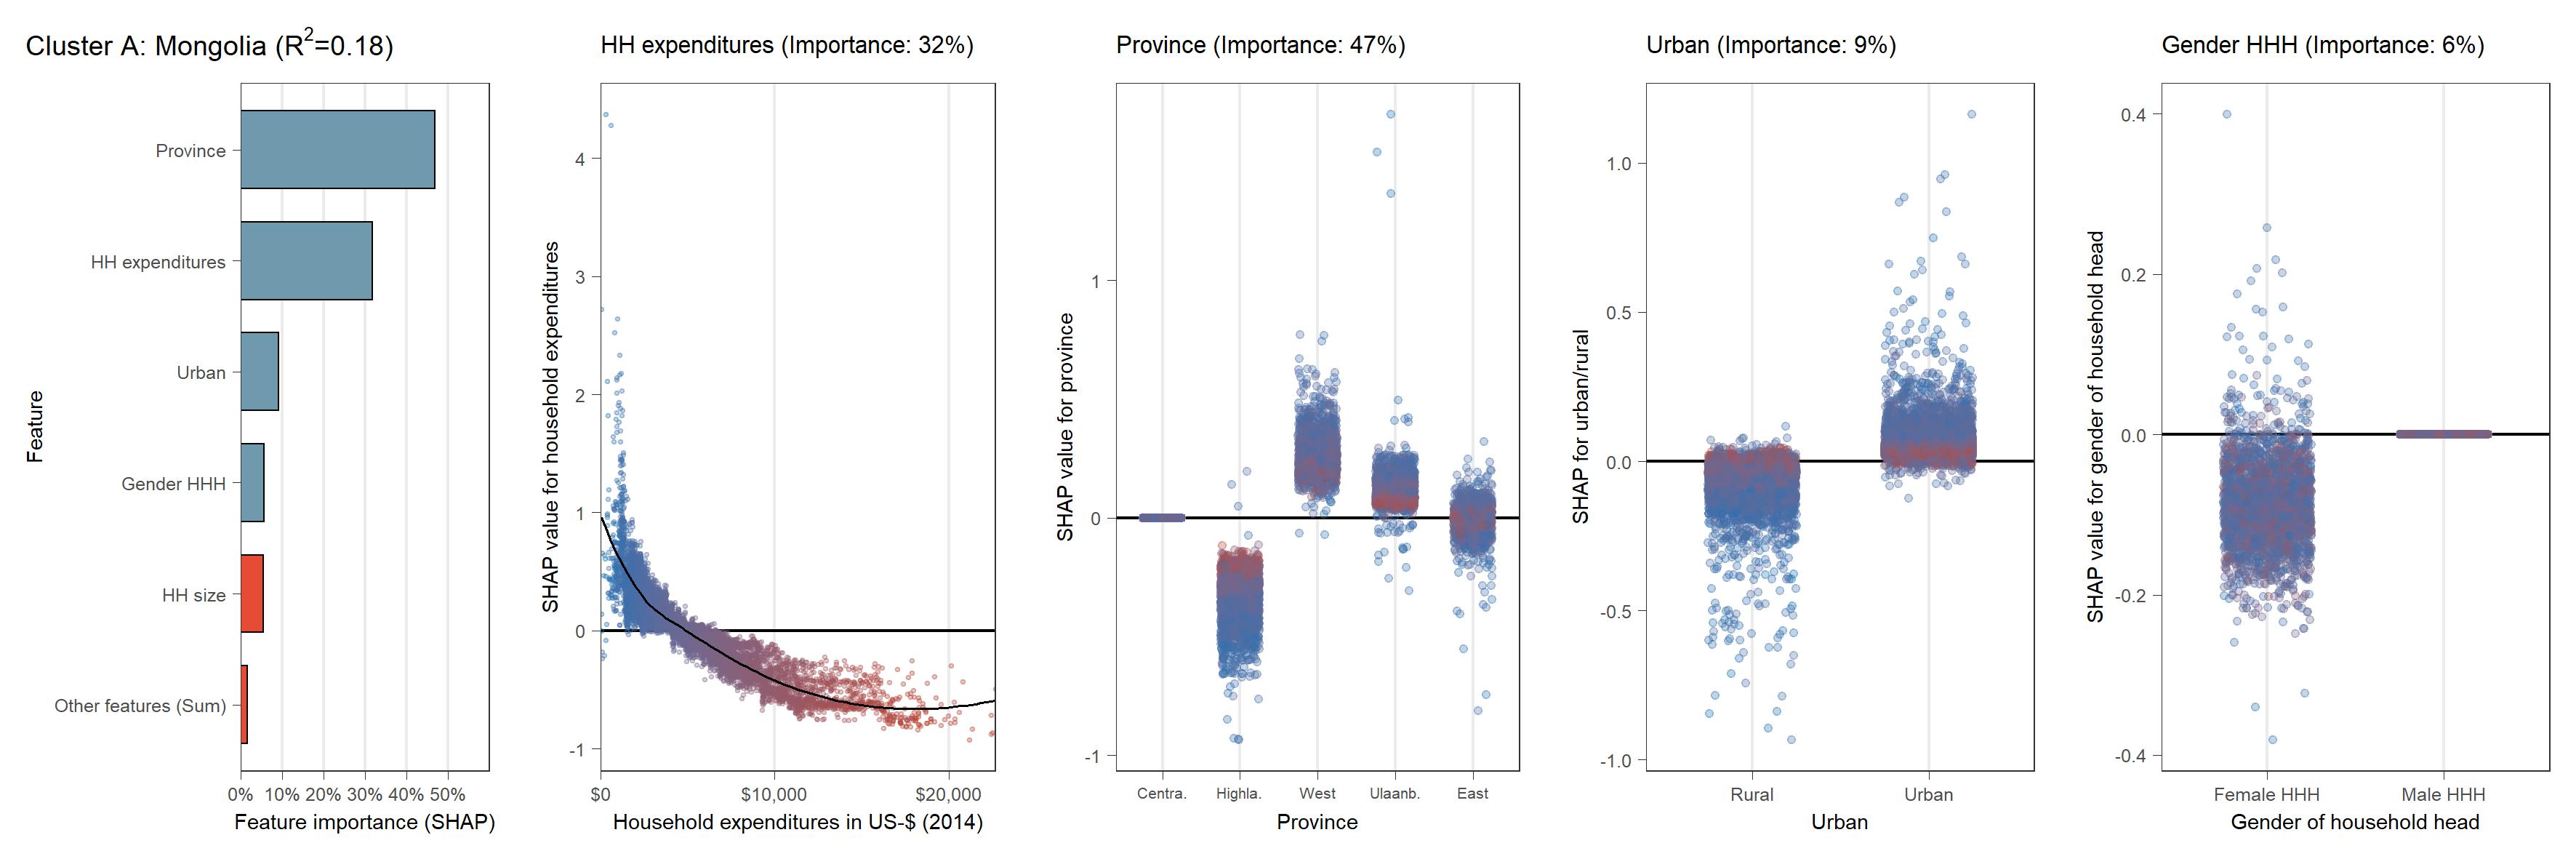 Cluster A: Mongolia (R²=0.18)
Feature
Province
HH expenditures
Urban
Gender HHH
HH size
Other features (Sum)
0% 10% 20% 30% 40% 50%
Feature importance (SHAP)
HH expenditures (Importance: 32%)
SHAP value for household expenditures
4
3
2
1
0
-1
$0 $10,000 $20,000
Household expenditures in US-$ (2014)
Province (Importance: 47%)
SHAP value for province
1
0
-1
Centra. Highla. West Ulaanb. East
Province
Urban (Importance: 9%)
SHAP for urban/rural
1.0
0.5
0.0
-0.5
-1.0
Rural Urban
Urban
Gender HHH (Importance: 6%)
SHAP value for gender of household head
0.4
0.2
0.0
-0.2
-0.4
Female HHH Male HHH
Gender of household head